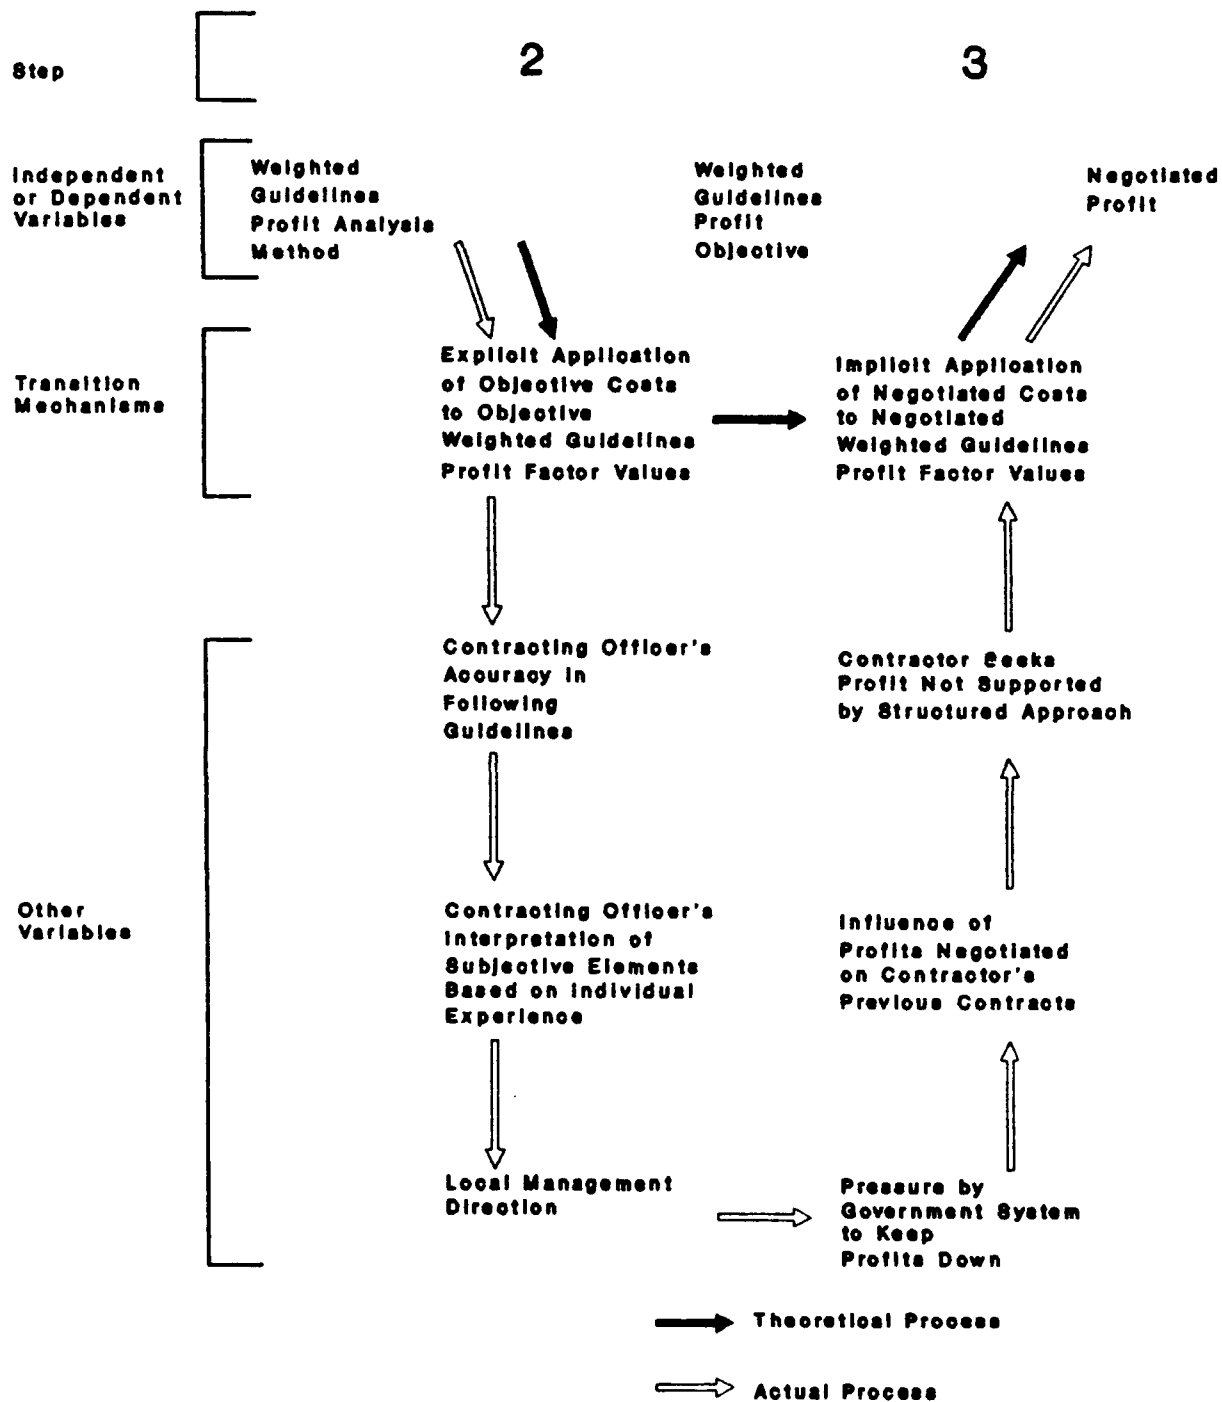 Step
2
3
Independent
or Dependent
Variables
Weighted
Guidelines
Profit Analysis
Method
Weighted
Guidelines
Profit
Objective
Negotiated
Profit
Transition
Mechanisms
Explicit Application
of Objective Costs
to Objective
Weighted Guidelines
Profit Factor Values
Implicit Application
of Negotiated Costs
to Negotiated
Weighted Guidelines
Profit Factor Values
Other
Variables
Contracting Officer's
Accuracy in
Following
Guidelines
Contractor Seeks
Profit Not Supported
by Structured Approach
Contracting Officer's
Interpretation of
Subjective Elements
Based on Individual
Experience
Influence of
Profits Negotiated
on Contractor's
Previous Contracts
Local Management
Direction
Pressure by
Government System
to Keep
Profits Down
Theoretical Process
Actual Process